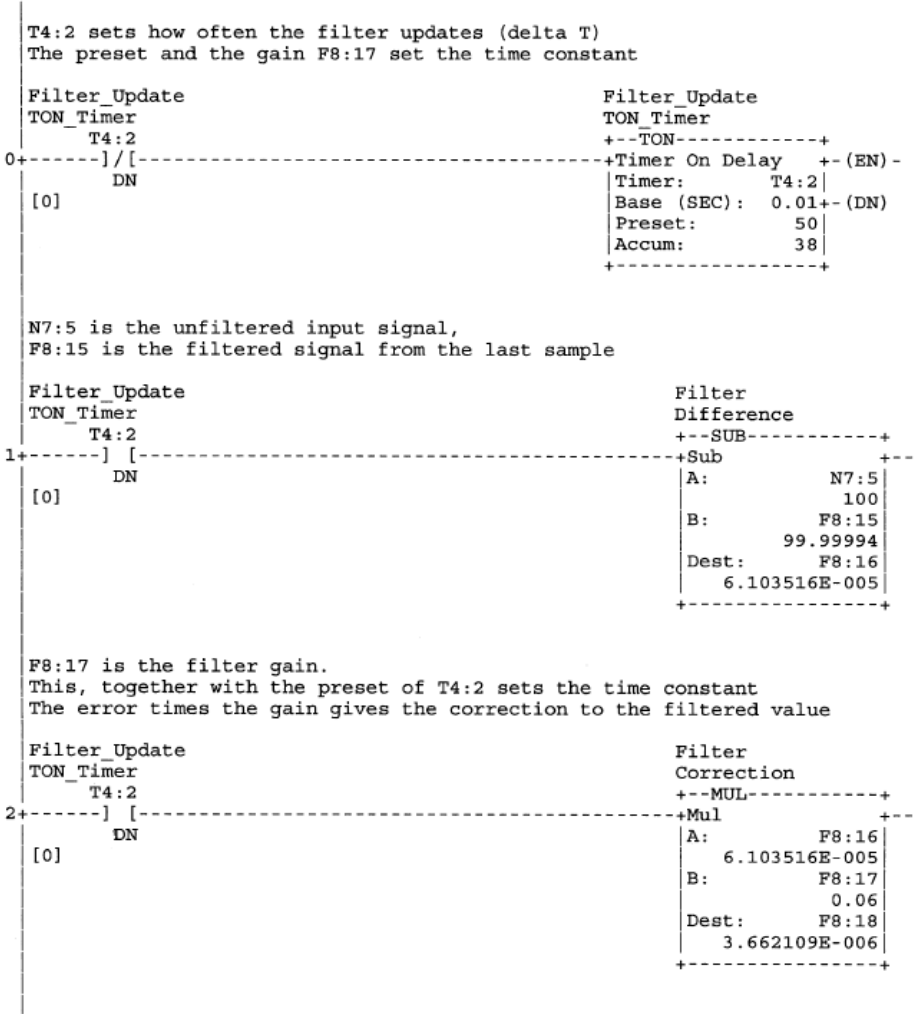 T4:2 sets how often the filter updates (delta T)
The preset and the gain F8:17 set the time constant
Filter_Update Filter_Update
TON_Timer TON_Timer
T4:2 +--TON------------+
0+------]/[------------------------------------------+Timer On Delay +-(EN)-
DN |Timer: T4:2|
[0] |Base (SEC): 0.01+-(DN)
|Preset: 50|
|Accum: 38|
+-----------------+
N7:5 is the unfiltered input signal,
F8:15 is the filtered signal from the last sample
Filter_Update Filter
TON_Timer Difference
T4:2 +--SUB-----------+
1+------] [------------------------------------------------+Sub +--
DN |A: N7:5|
[0] | 100|
|B: F8:15|
| 99.99994|
|Dest: F8:16|
| 6.103516E-005|
+----------------+
F8:17 is the filter gain.
This, together with the preset of T4:2 sets the time constant
The error times the gain gives the correction to the filtered value
Filter_Update Filter
TON_Timer Correction
T4:2 +--MUL-----------+
2+------] [------------------------------------------------+Mul +--
DN |A: F8:16|
[0] | 6.103516E-005|
|B: F8:17|
| 0.06|
|Dest: F8:18|
| 3.662109E-006|
+----------------+